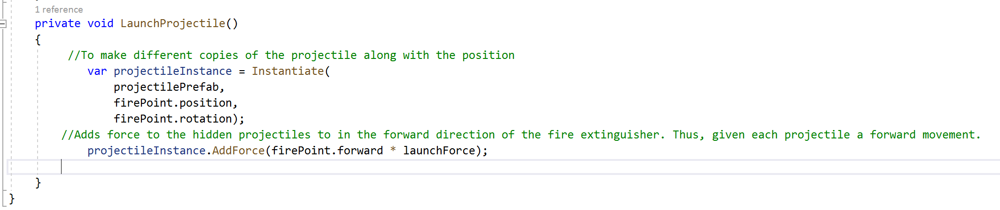 1 reference
private void LaunchProjectile()
{
//To make different copies of the projectile along with the position
var projectileInstance = Instantiate(
projectilePrefab,
firePoint.position,
firePoint.rotation);
//Adds force to the hidden projectiles to in the forward direction of the fire extinguisher. Thus, given each projectile a forward movement.
projectileInstance.AddForce(firePoint.forward * launchForce);
}
}